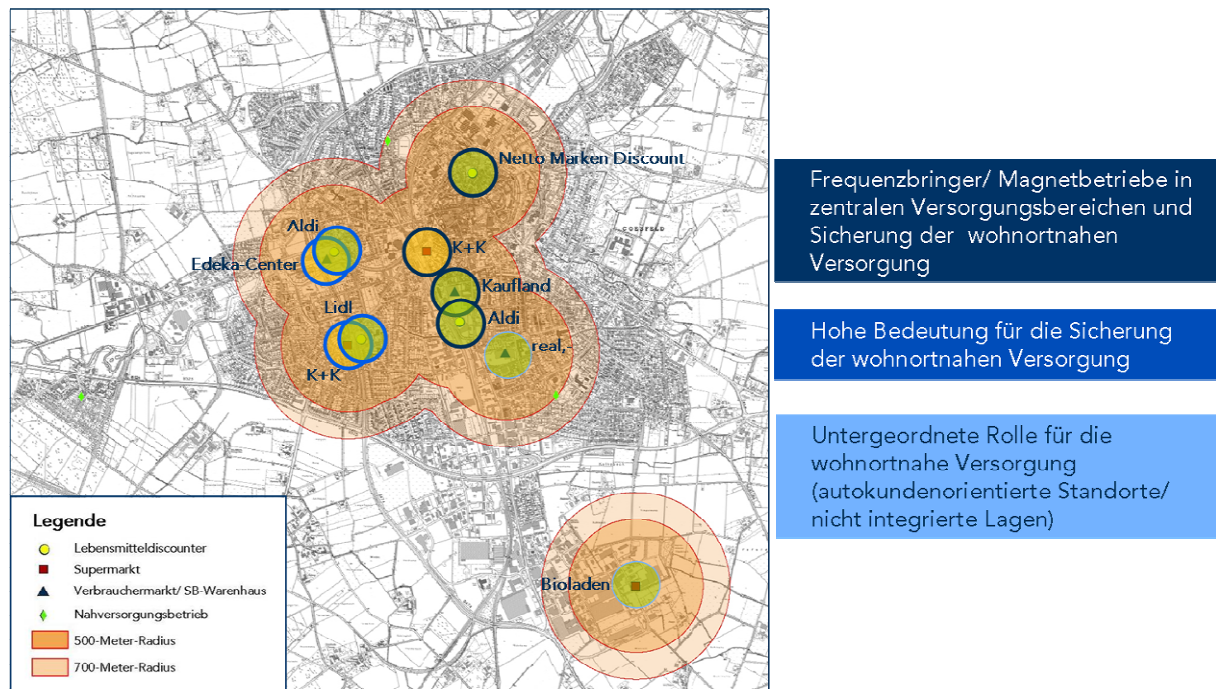 Netto Marken Discount
COESFELD
Aldi
K+K
Edeka-Center
Kaufland
Lidl
Aldi
real,-
K+K
Bioladen
Legende
Lebensmitteldiscounter
Supermarkt
Verbrauchermarkt/ SB-Warenhaus
Nahversorgungsbetrieb
500-Meter-Radius
700-Meter-Radius
Frequenzbringer/ Magnetbetriebe in
zentralen Versorgungsbereichen und
Sicherung der wohnortnahen
Versorgung
Hohe Bedeutung für die Sicherung
der wohnortnahen Versorgung
Untergeordnete Rolle für die
wohnortnahe Versorgung
(autokundenorientierte Standorte/
nicht integrierte Lagen)